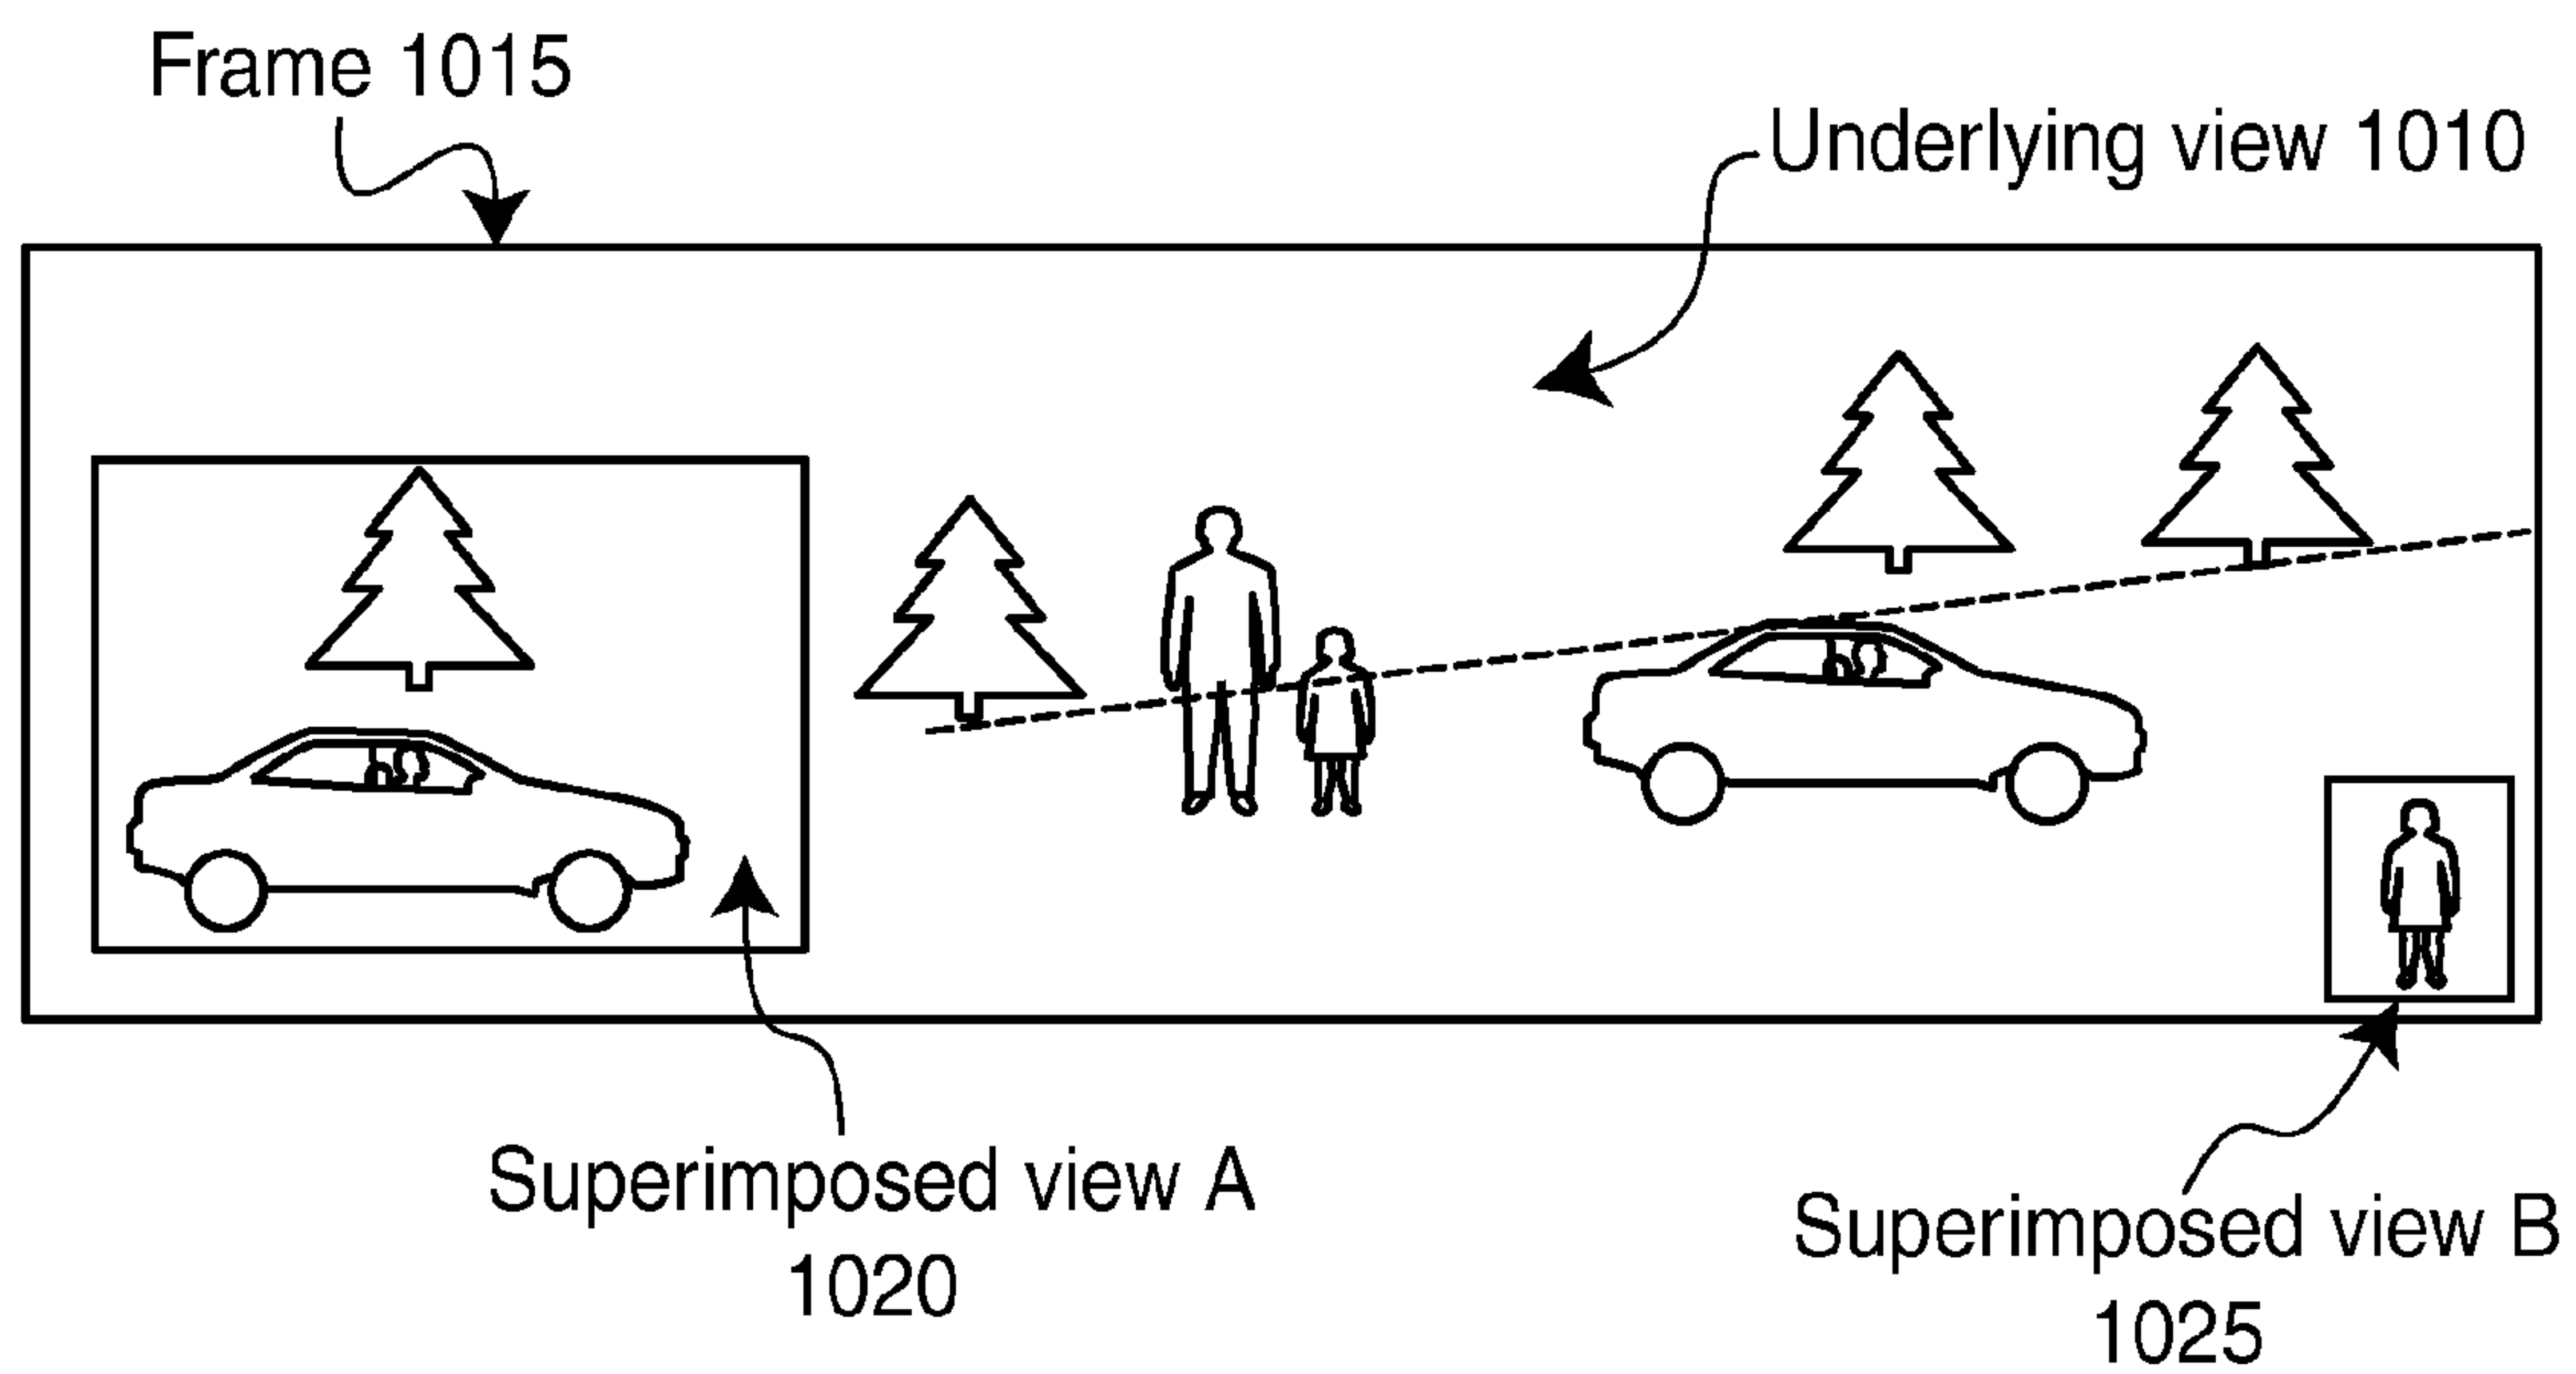 Frame 1015
Underlying view 1010
Superimposed view A
1020
Superimposed view B
1025